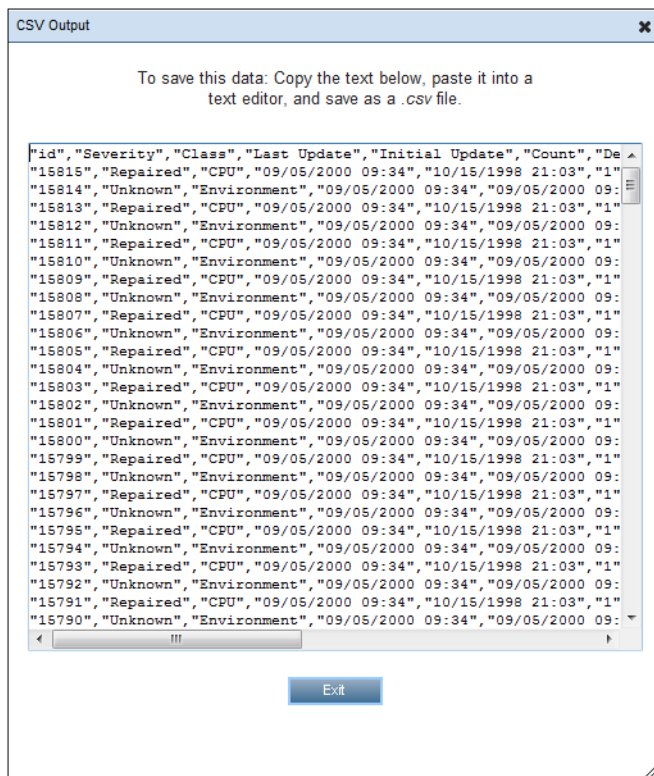 CSV Output
To save this data: Copy the text below, paste it into a
text editor, and save as a .csv file.
"id","Severity","Class","Last Update","Initial Update","Count","De
"15815","Repaired","CPU","09/05/2000 09:34","10/15/1998 21:03","1"
"15814","Unknown","Environment","09/05/2000 09:34","09/05/2000 09:
"15813","Repaired","CPU","09/05/2000 09:34","10/15/1998 21:03","1"
"15812","Unknown","Environment","09/05/2000 09:34","09/05/2000 09:
"15811","Repaired","CPU","09/05/2000 09:34","10/15/1998 21:03","1"
"15810","Unknown","Environment","09/05/2000 09:34","09/05/2000 09:
"15809","Repaired","CPU","09/05/2000 09:34","10/15/1998 21:03","1"
"15808","Unknown","Environment","09/05/2000 09:34","09/05/2000 09:
"15807","Repaired","CPU","09/05/2000 09:34","10/15/1998 21:03","1"
"15806","Unknown","Environment","09/05/2000 09:34","09/05/2000 09:
"15805","Repaired","CPU","09/05/2000 09:34","10/15/1998 21:03","1"
"15804","Unknown","Environment","09/05/2000 09:34","09/05/2000 09:
"15803","Repaired","CPU","09/05/2000 09:34","10/15/1998 21:03","1"
"15802","Unknown","Environment","09/05/2000 09:34","09/05/2000 09:
"15801","Repaired","CPU","09/05/2000 09:34","10/15/1998 21:03","1"
"15800","Unknown","Environment","09/05/2000 09:34","09/05/2000 09:
"15799","Repaired","CPU","09/05/2000 09:34","10/15/1998 21:03","1"
"15798","Unknown","Environment","09/05/2000 09:34","09/05/2000 09:
"15797","Repaired","CPU","09/05/2000 09:34","10/15/1998 21:03","1"
"15796","Unknown","Environment","09/05/2000 09:34","09/05/2000 09:
"15795","Repaired","CPU","09/05/2000 09:34","10/15/1998 21:03","1"
"15794","Unknown","Environment","09/05/2000 09:34","09/05/2000 09:
"15793","Repaired","CPU","09/05/2000 09:34","10/15/1998 21:03","1"
"15792","Unknown","Environment","09/05/2000 09:34","09/05/2000 09:
"15791","Repaired","CPU","09/05/2000 09:34","10/15/1998 21:03","1"
"15790","Unknown","Environment","09/05/2000 09:34","09/05/2000 09:
Exit